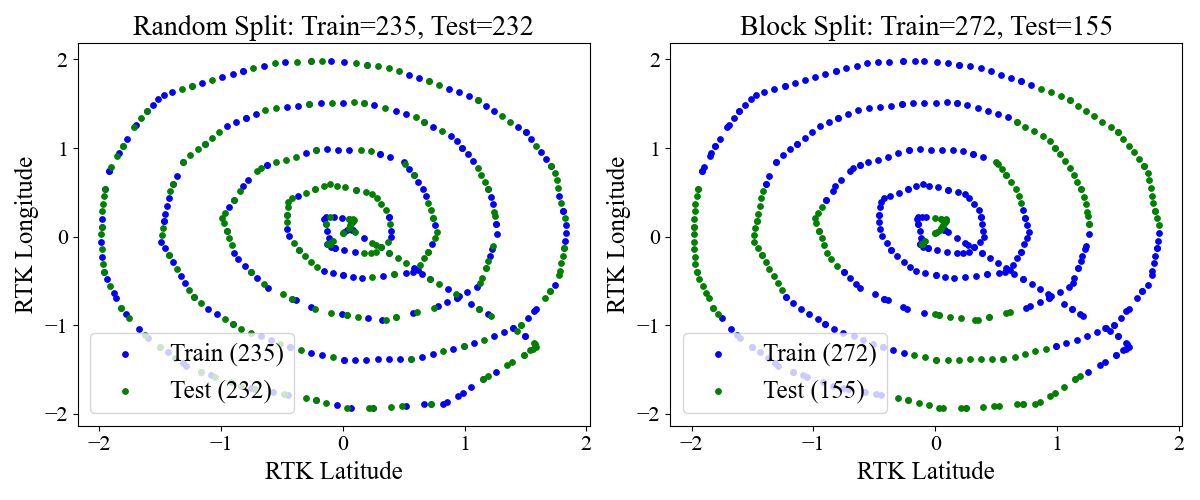 Random Split: Train=235, Test=232
RTK Longitude
2
1
0
−1
−2
Train (235)
Test (232)
−2 −1 0 1 2
RTK Latitude
Block Split: Train=272, Test=155
RTK Longitude
2
1
0
−1
−2
Train (272)
Test (155)
−2 −1 0 1 2
RTK Latitude